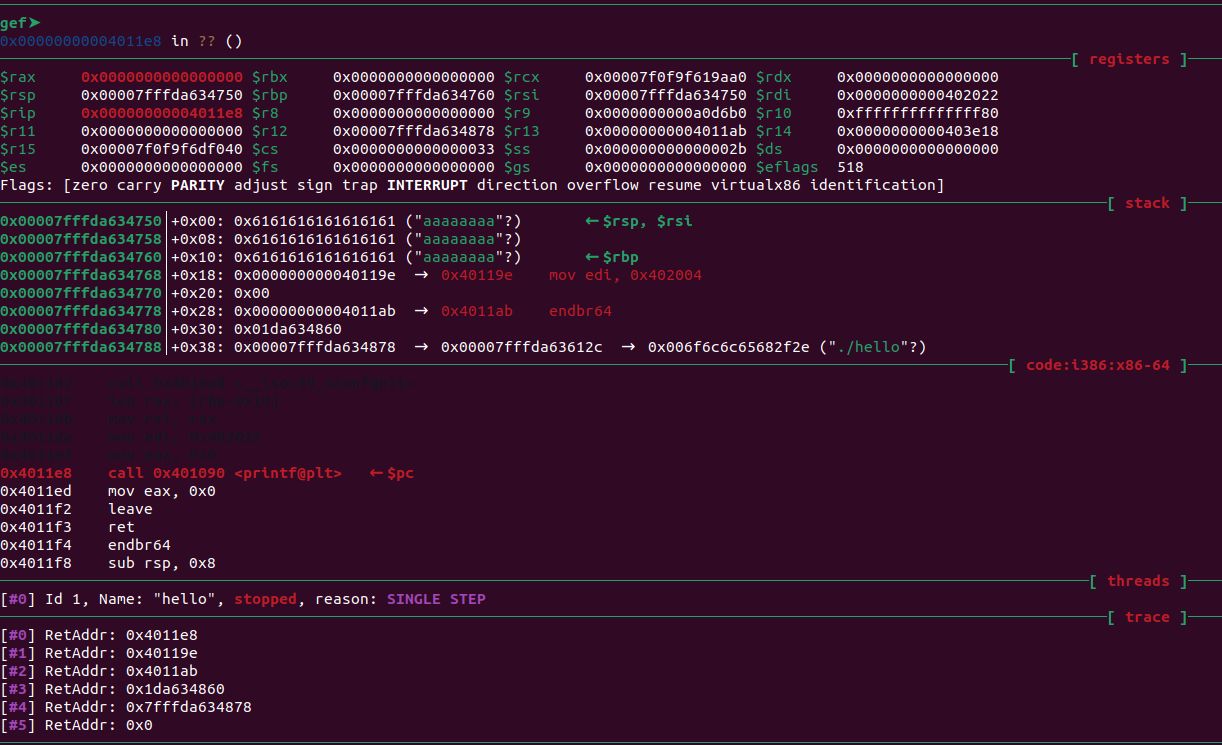 gef➤
0x00000000004011e8 in ?? ()
[ registers ]
$rax 0x0000000000000000 $rbx 0x0000000000000000 $rcx 0x00007f0f9f619aa0 $rdx 0x0000000000000000
$rsp 0x00007fffda634750 $rbp 0x00007fffda634760 $rsi 0x00007fffda634750 $rdi 0x0000000000402022
$rip 0x00000000004011e8 $r8 0x0000000000000000 $r9 0x0000000000a0d6b0 $r10 0xffffffffffffff80
$r11 0x0000000000000000 $r12 0x00007fffda634878 $r13 0x00000000004011ab $r14 0x0000000000403e18
$r15 0x00007f0f9f6df040 $cs 0x0000000000000033 $ss 0x000000000000002b $ds 0x0000000000000000
$es 0x0000000000000000 $fs 0x0000000000000000 $gs 0x0000000000000000 $eflags 518
Flags: [zero carry PARITY adjust sign trap INTERRUPT direction overflow resume virtualx86 identification]
[ stack ]
0x00007fffda634750|+0x00: 0x6161616161616161 ("aaaaaaaa"?) ←$rsp, $rsi
0x00007fffda634758|+0x08: 0x6161616161616161 ("aaaaaaaa"?)
0x00007fffda634760|+0x10: 0x6161616161616161 ("aaaaaaaa"?) ←$rbp
0x00007fffda634768|+0x18: 0x000000000040119e → 0x40119e mov edi, 0x402004
0x00007fffda634770|+0x20: 0x00
0x00007fffda634778|+0x28: 0x00000000004011ab → 0x4011ab endbr64
0x00007fffda634780|+0x30: 0x01da634860
0x00007fffda634788|+0x38: 0x00007fffda634878 → 0x00007fffda63612c → 0x006f6c6c65682f2e ("./hello"?)
[ code:i386:x86-64 ]
0x4011e8 call 0x401090 <printf@plt> ←$pc
0x4011ed mov eax, 0x0
0x4011f2 leave
0x4011f3 ret
0x4011f4 endbr64
0x4011f8 sub rsp, 0x8
[ threads ]
[#0] Id 1, Name: "hello", stopped, reason: SINGLE STEP
[ trace ]
[#0] RetAddr: 0x4011e8
[#1] RetAddr: 0x40119e
[#2] RetAddr: 0x4011ab
[#3] RetAddr: 0x1da634860
[#4] RetAddr: 0x7fffda634878
[#5] RetAddr: 0x0